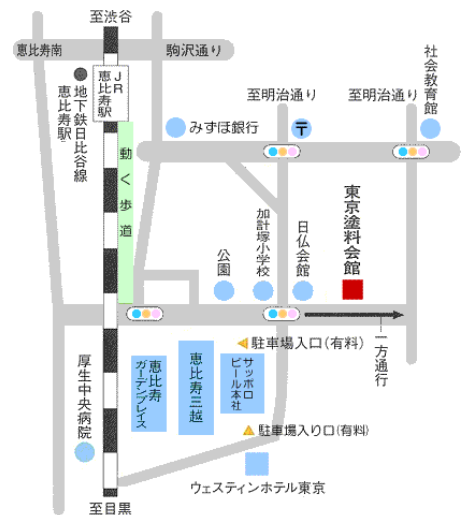 至渋谷
恵比寿南
駒沢通り
社会教育館
JR
恵比寿駅
地下鉄日比谷線
恵比寿駅
至明治通り
至明治通り
みずほ銀行
〒
動く歩道
東京塗料会館
加計塚小学校
日仏会館
公園
駐車場入口(有料)
一方通行
恵比寿
ガーデンプレイス
恵比寿三越
サッポロ
ビール本社
厚生中央病院
駐車場入り口(有料)
ウェスティンホテル東京
至目黒